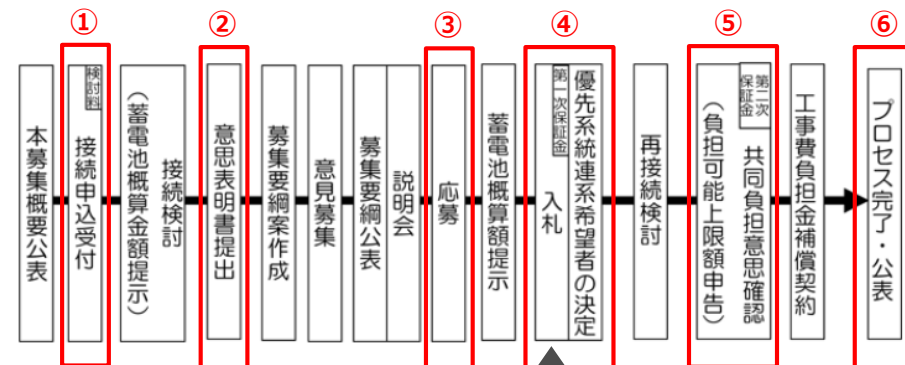 ①
②
③
④
⑤
⑥
本募集概要公表
検討料
接続申込受付
接続検討
（蓄電池概算金額提示）
意思表明書提出
募集要綱案作成
意見募集
募集要綱公表
説明会
応募
蓄電池概算額提示
第一次保証金
入札
優先系統連系希望者の決定
再接続検討
第二次
保証金
共同負担意思確認
（負担可能上限額申告）
工事費負担金補償契約
プロセス完了・公表